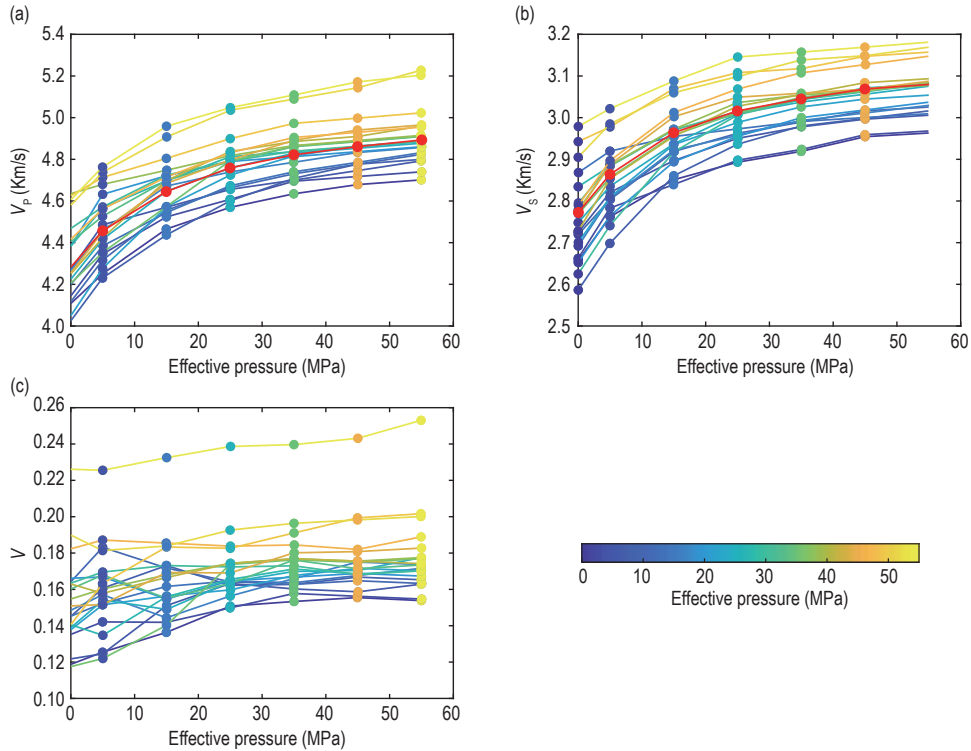 (a)
5.4
5.2
5.0
4.8
4.6
4.4
4.2
4.0
V_P (Km/s)
0 10 20 30 40 50 60
Effective pressure (MPa)
(b)
3.2
3.1
3.0
2.9
2.8
2.7
2.6
2.5
V_S (Km/s)
0 10 20 30 40 50 60
Effective pressure (MPa)
(c)
0.26
0.24
0.22
0.20
0.18
0.16
0.14
0.12
0.10
V
0 10 20 30 40 50 60
Effective pressure (MPa)
0 10 20 30 40 50
Effective pressure (MPa)